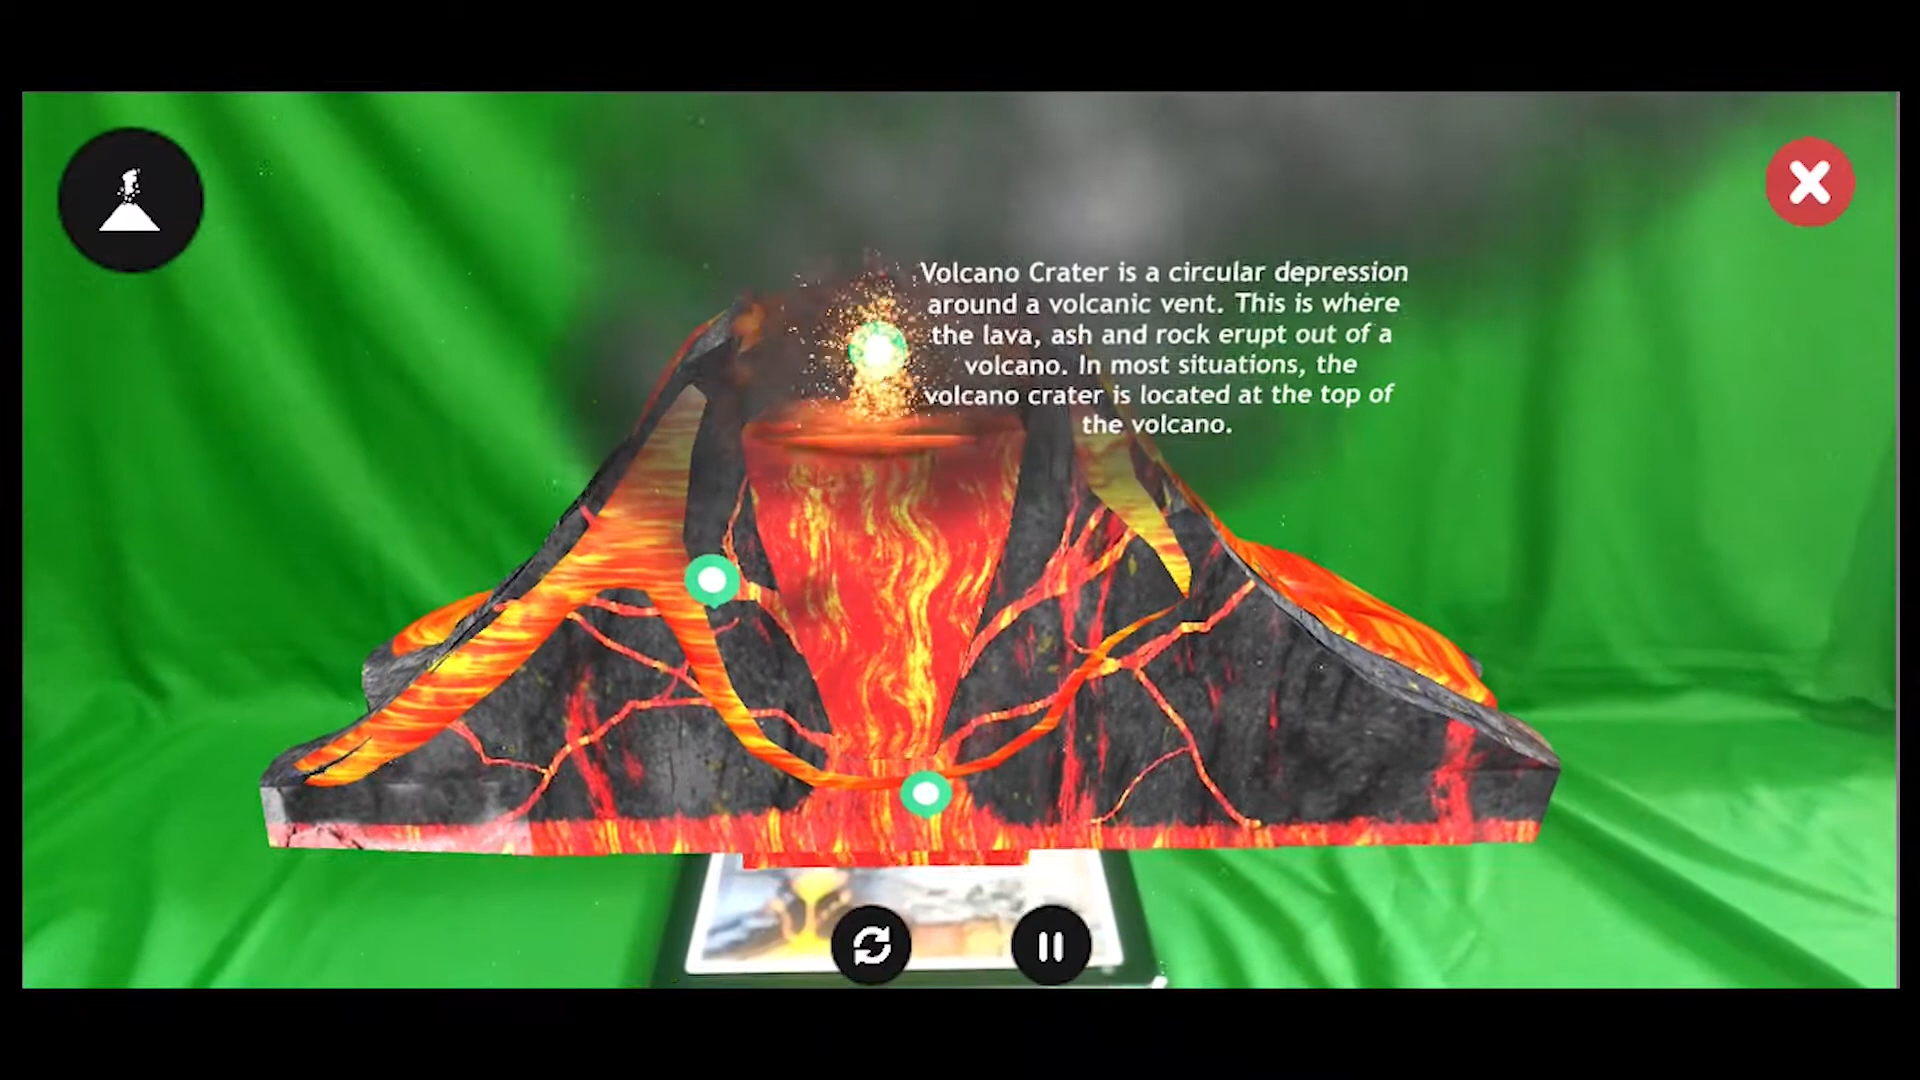 Volcano Crater is a circular depression
around a volcanic vent. This is where
the lava, ash and rock erupt out of a
volcano. In most situations, the
volcano crater is located at the top of
the volcano.